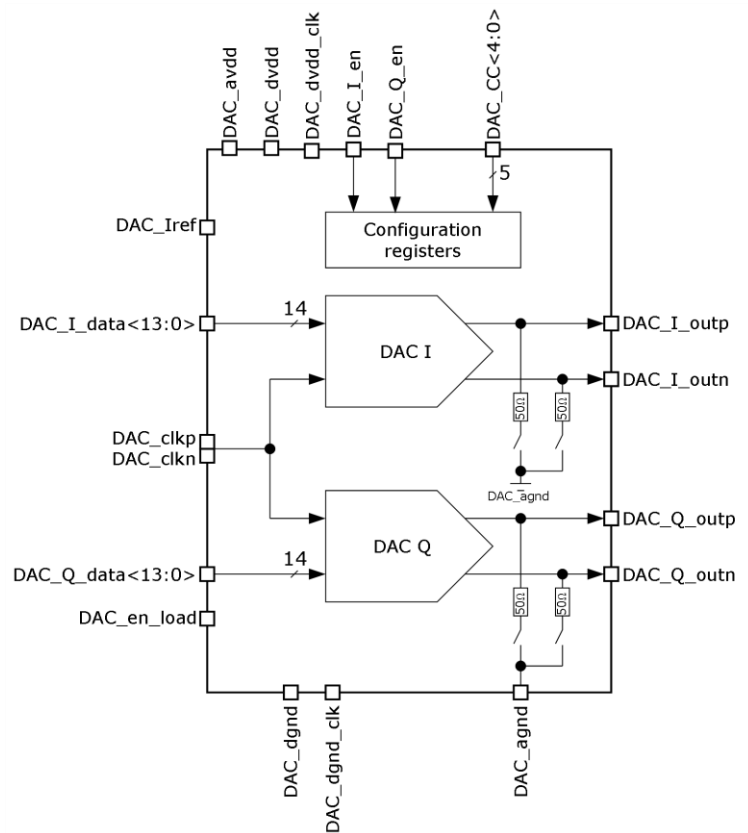 DAC_avdd
DAC_dvdd
DAC_dvdd_clk
DAC_I_en
DAC_Q_en
DAC_CC<4:0>
5
Configuration
registers
DAC_Iref
DAC_I_data<13:0>
14
DAC I
DAC_I_outp
DAC_I_outn
50Ω
50Ω
DAC_clkp
DAC_clkn
DAC_agnd
DAC Q
DAC_Q_outp
DAC_Q_data<13:0>
14
DAC_Q_outn
50Ω
50Ω
DAC_en_load
DAC_dgnd
DAC_dgnd_clk
DAC_agnd